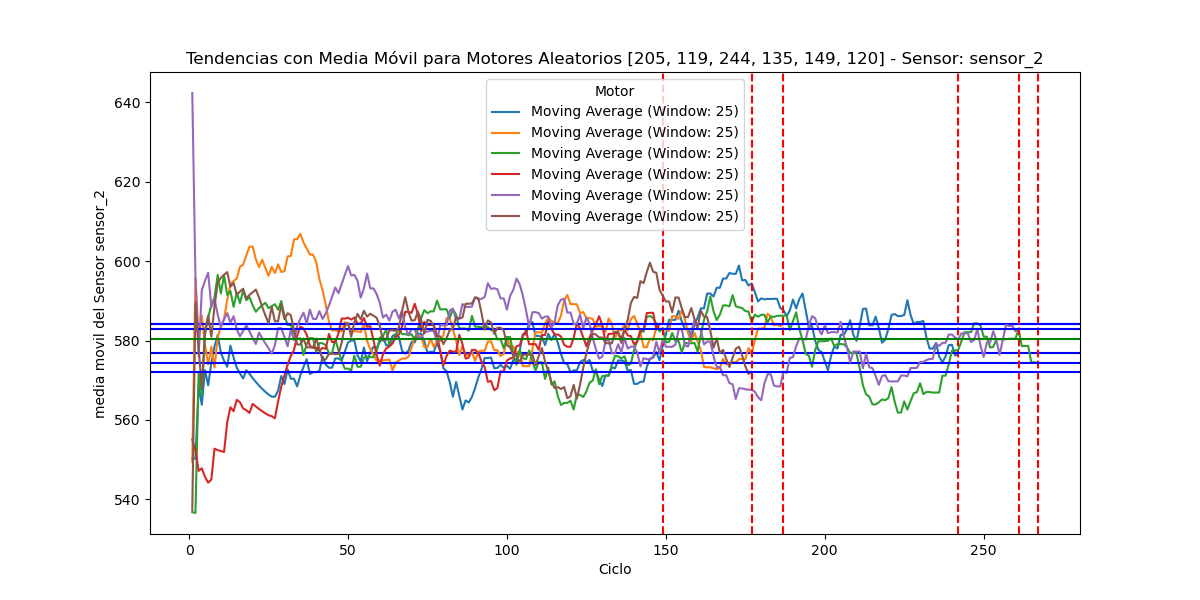 Tendencias con Media Móvil para Motores Aleatorios [205, 119, 244, 135, 149, 120] - Sensor: sensor_2
media movil del Sensor sensor_2
640
620
600
580
560
540
Motor
Moving Average (Window: 25)
Moving Average (Window: 25)
Moving Average (Window: 25)
Moving Average (Window: 25)
Moving Average (Window: 25)
Moving Average (Window: 25)
0 50 100 150 200 250
Ciclo